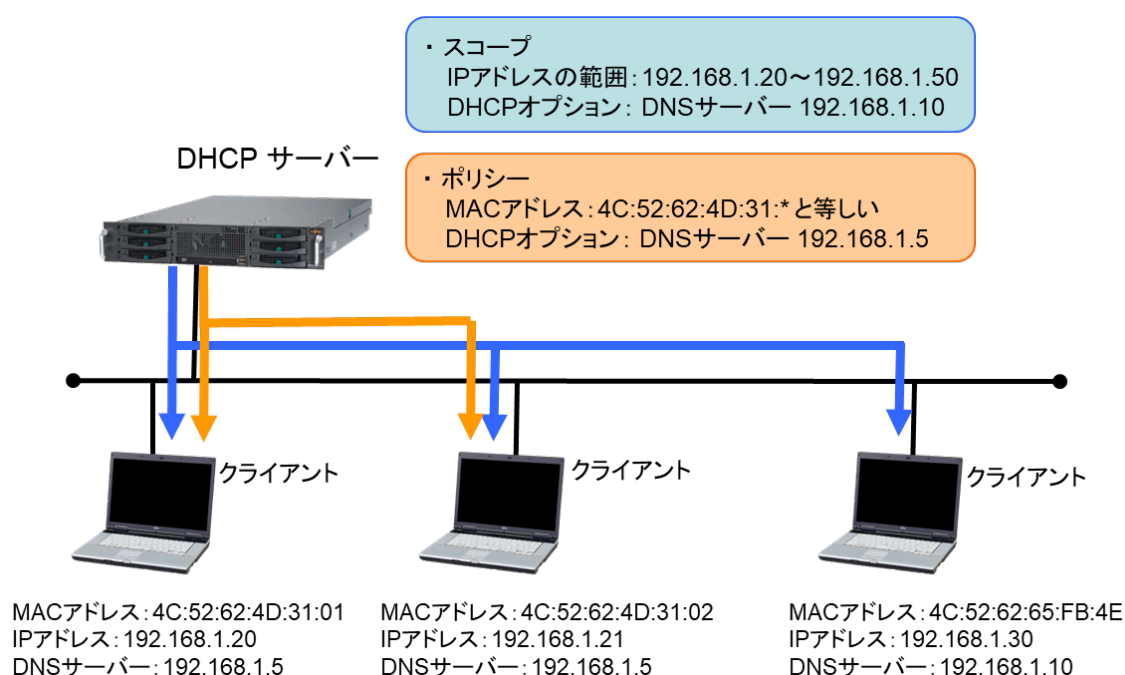 ・ スコープ
IPアドレスの範囲：192.168.1.20～192.168.1.50
DHCPオプション： DNSサーバー 192.168.1.10
DHCP サーバー
・ ポリシー
MACアドレス：4C:52:62:4D:31:* と等しい
DHCPオプション： DNSサーバー 192.168.1.5
クライアント
クライアント
クライアント
MACアドレス：4C:52:62:4D:31:01
IPアドレス：192.168.1.20
DNSサーバー：192.168.1.5
MACアドレス：4C:52:62:4D:31:02
IPアドレス：192.168.1.21
DNSサーバー：192.168.1.5
MACアドレス：4C:52:62:65:FB:4E
IPアドレス：192.168.1.30
DNSサーバー：192.168.1.10